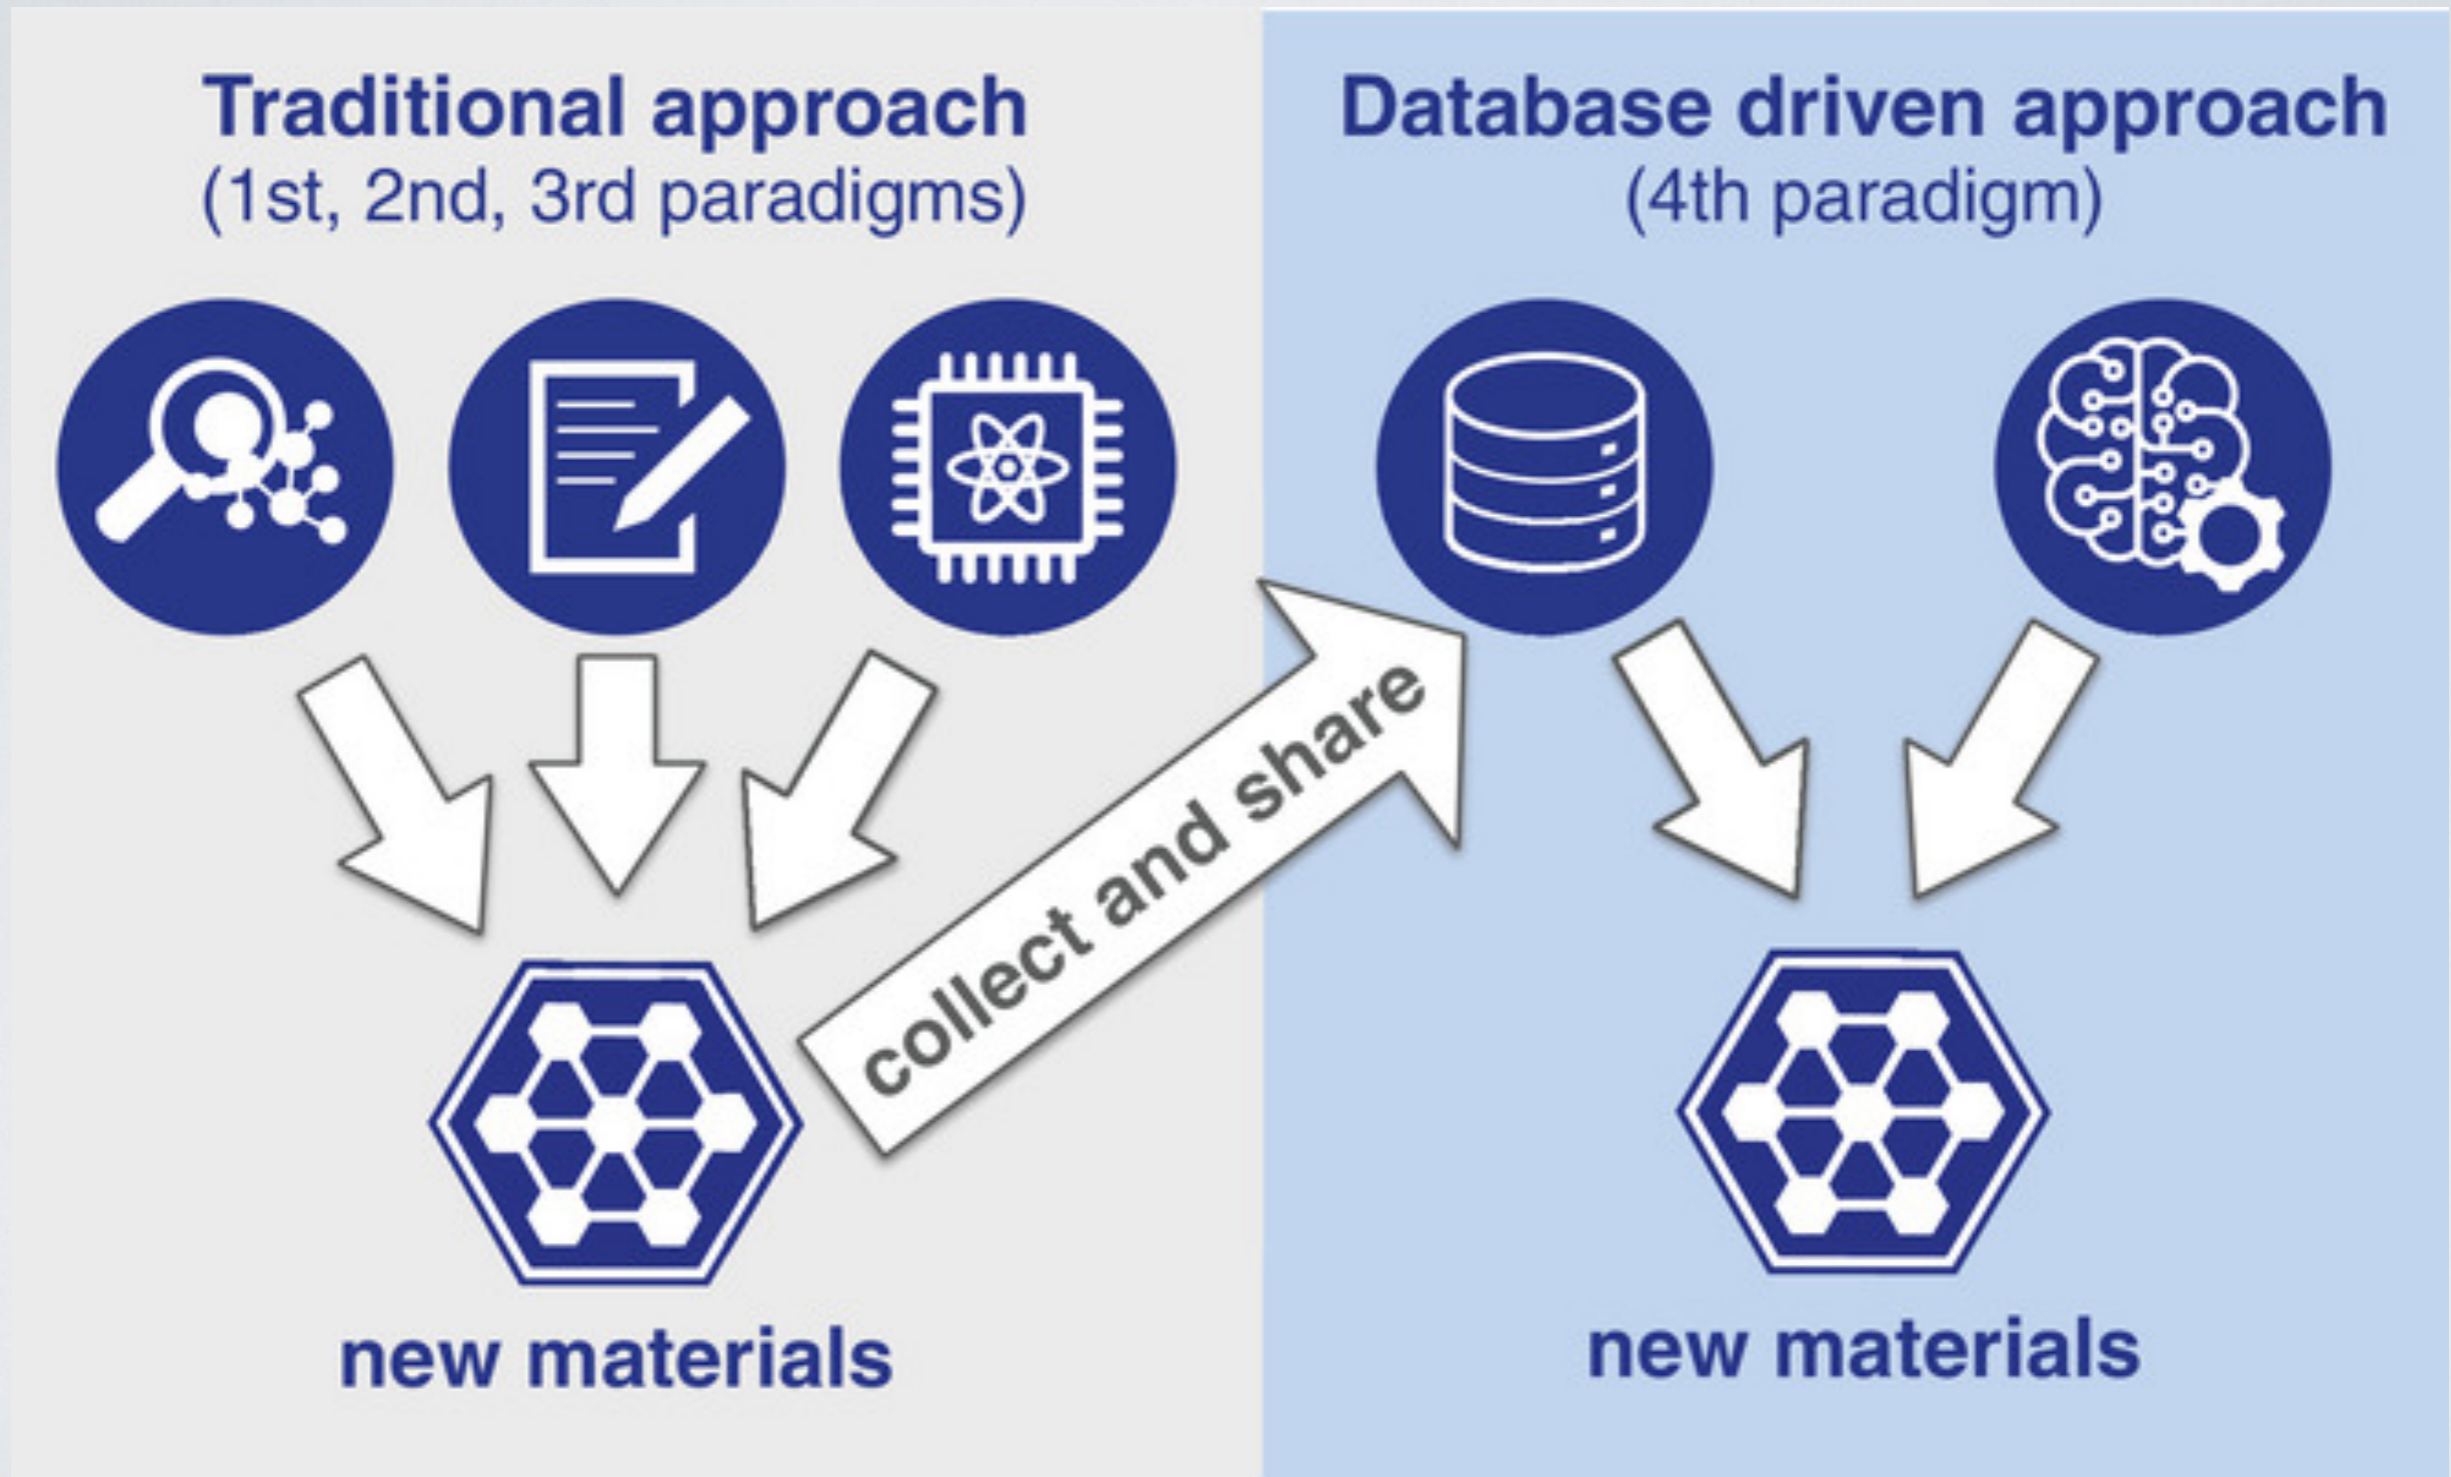 Traditional approach
(1st, 2nd, 3rd paradigms)
collect and share
new materials
Database driven approach
(4th paradigm)
new materials